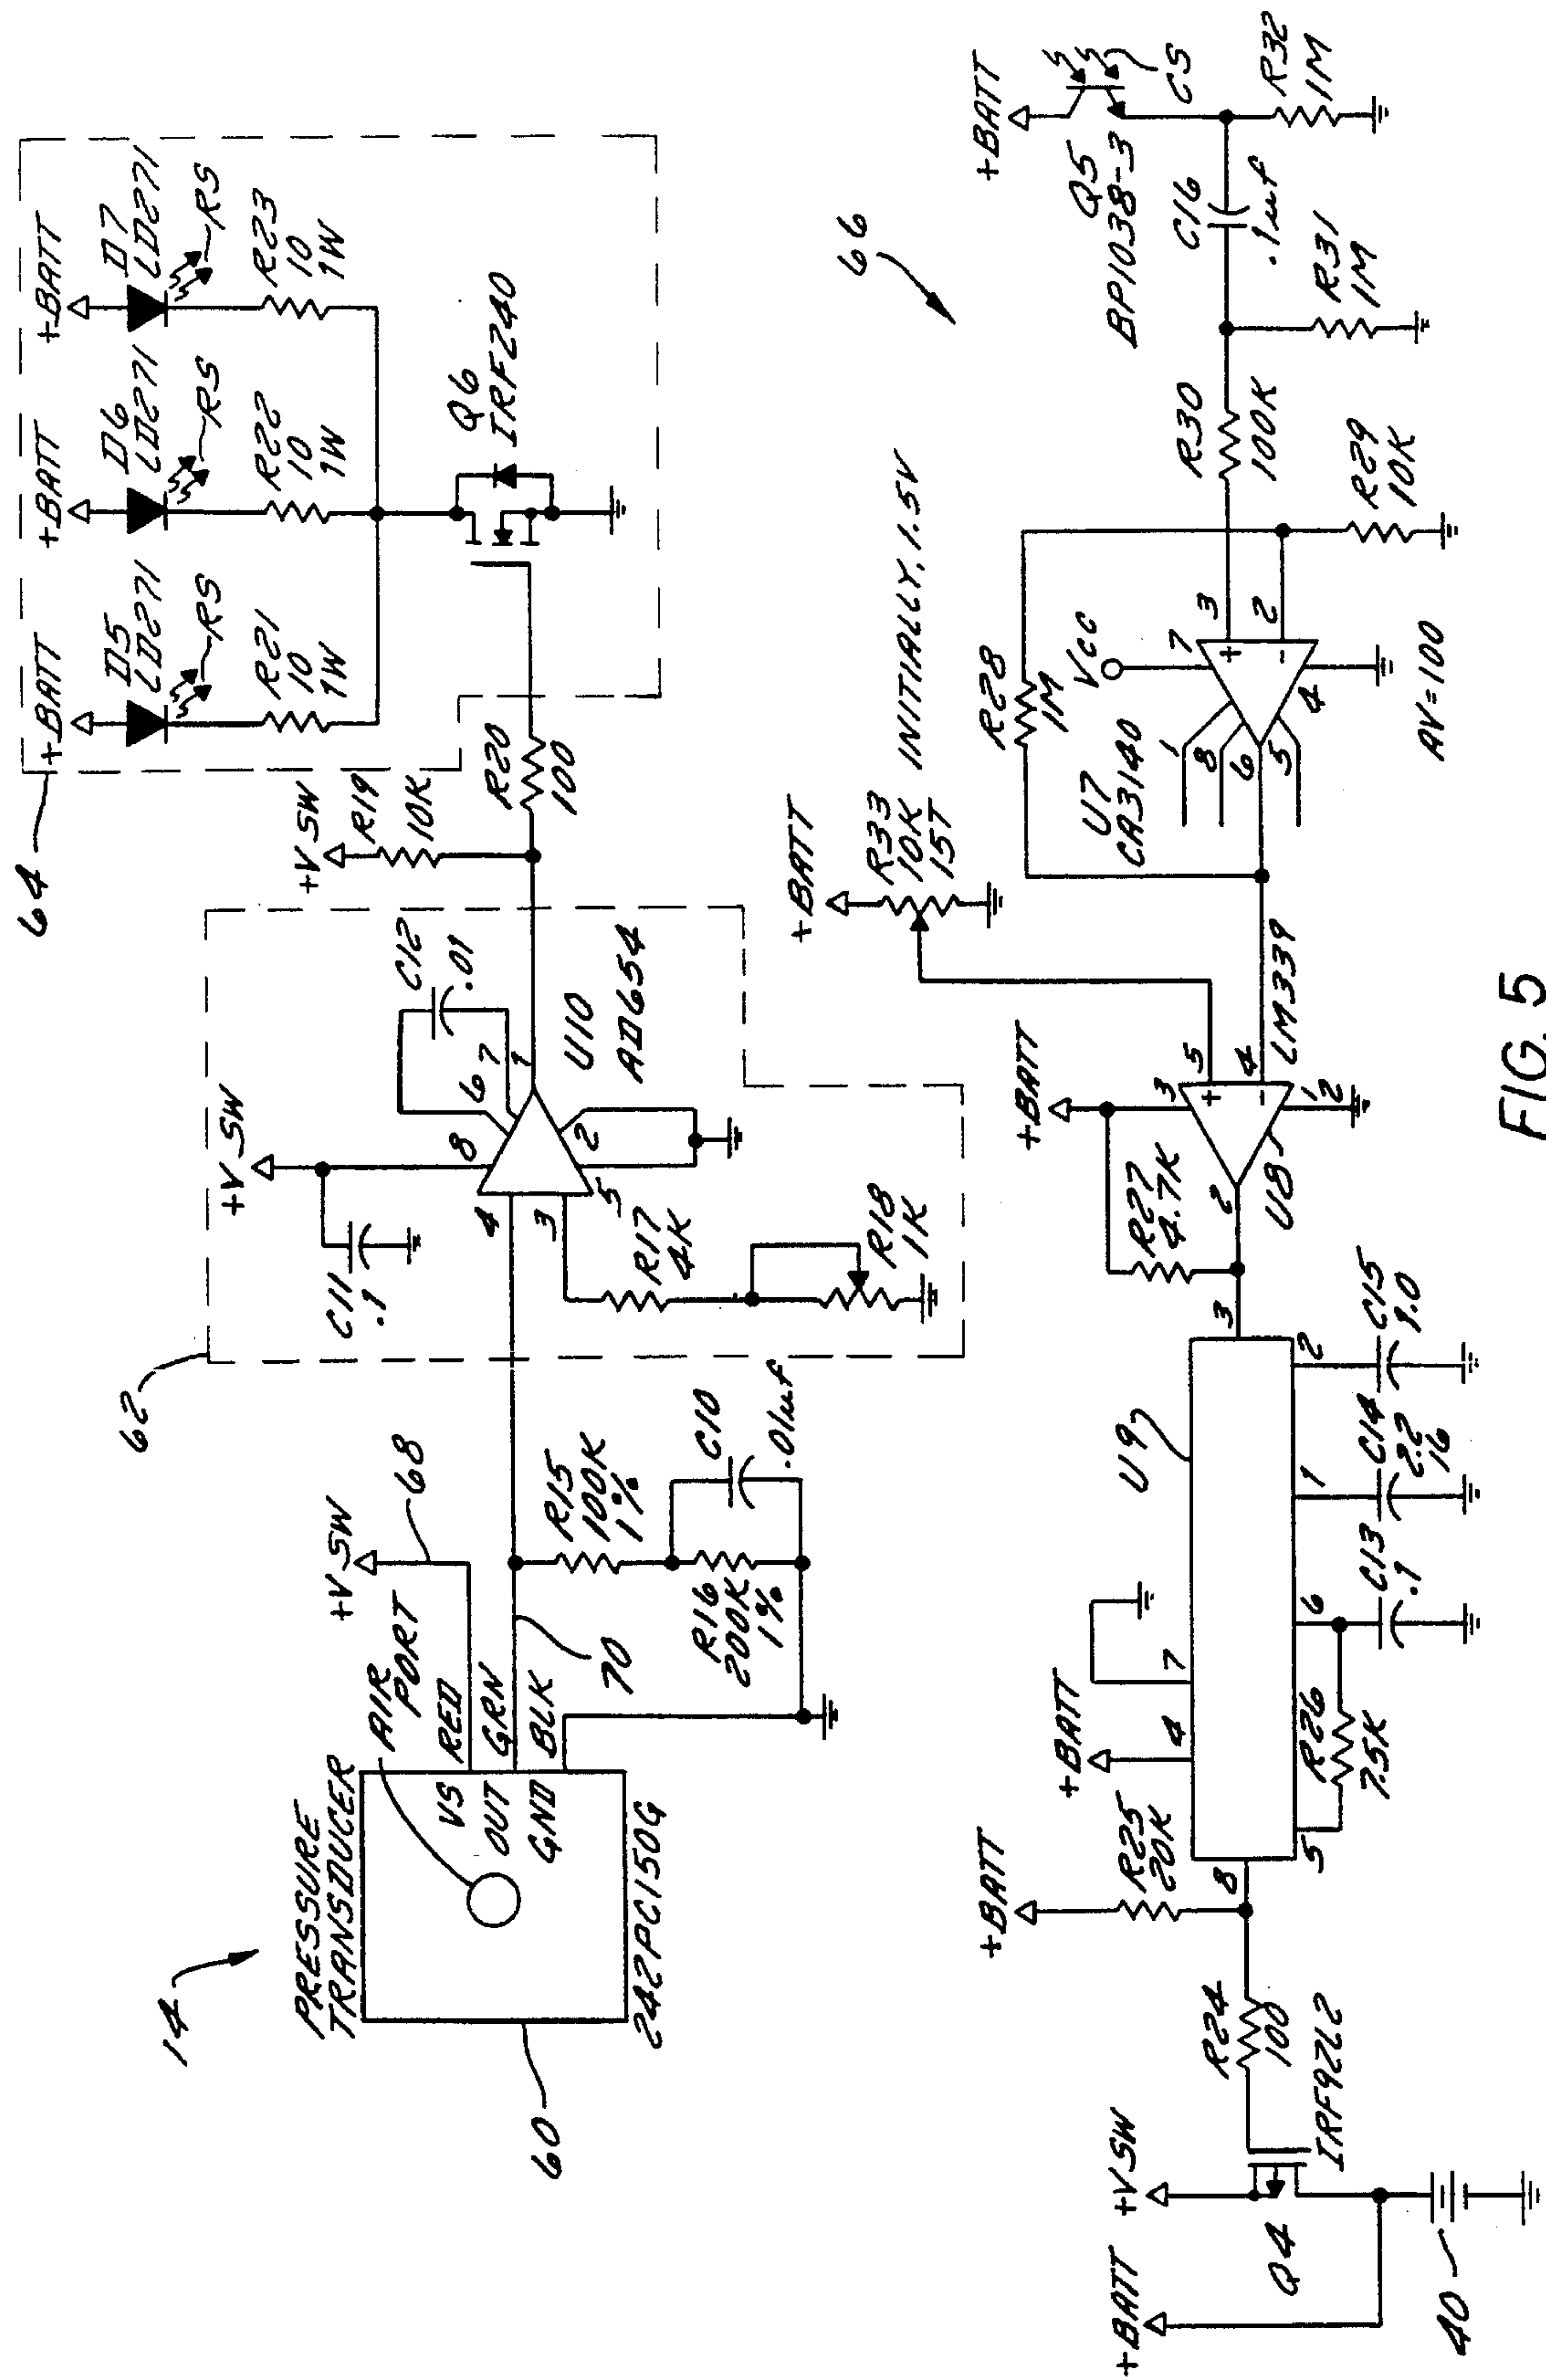 14
PRESSURE
TRANSDUCER
AIR
PORT
VS
OUT
GND
RED
GRN
BLK
242PC150G
60
+V SW
68
70
R15
100K
1%
R16
200K
1%
C10
.01uf
62
C11
.1
+V SW
4
3
8
6
7
1
2
5
C12
.01
U10
AD654
R17
4K
R18
1K
64
+V SW
R19
10K
R20
100
+BATT
D5
LD271
RS
R21
10
1W
+BATT
D6
LD271
RS
R22
10
1W
+BATT
D7
LD271
RS
R23
10
1W
Q6
IRF240
66
+BATT
+VSW
Q4
IRF92L2
40
R24
100
+BATT
R25
20K
8
+BATT
4
7
U9
3
5
6
1
2
R26
7.5K
C13
.1
C14
2.2
16
C15
1.0
+BATT
R27
4.7K
2
3
5
4
12
U8
LM339
+BATT
R33
10K
15T
INITIALLY, 1.5V
R28
1M
U7
CA3140
1
8
6
5
Vcc
7
3
2
4
AV=100
R29
10K
R30
100K
R31
1M
C16
.1uf
+BATT
Q5
BP1038-3
CS
R32
1M
FIG. 5